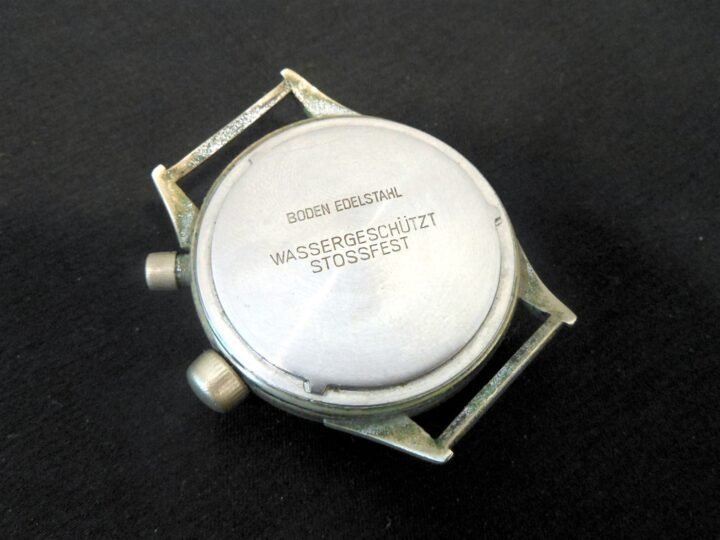 BODEN EDELSTAHL
WASSERGESCHÜTZT
STOSSFEST